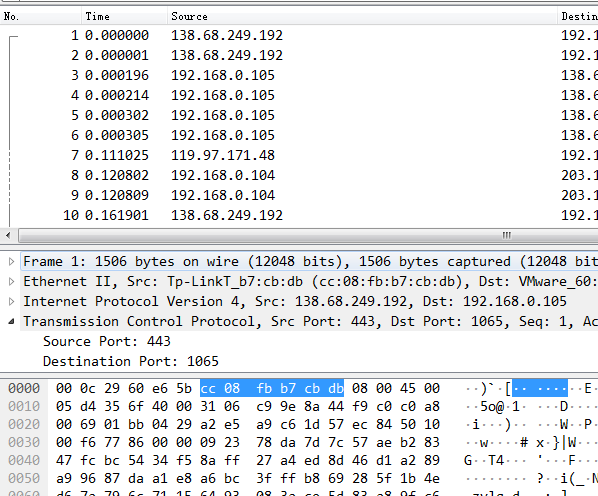 No. Time Source Destin
1 0.000000 138.68.249.192 192.1
2 0.000001 138.68.249.192 192.1
3 0.000196 192.168.0.105 138.6
4 0.000214 192.168.0.105 138.6
5 0.000302 192.168.0.105 138.6
6 0.000305 192.168.0.105 138.6
7 0.111025 119.97.171.48 192.1
8 0.120802 192.168.0.104 203.1
9 0.120809 192.168.0.104 203.1
10 0.161901 138.68.249.192 192.1
Frame 1: 1506 bytes on wire (12048 bits), 1506 bytes captured (12048 bit
Ethernet II, Src: Tp-LinkT_b7:cb:db (cc:08:fb:b7:cb:db), Dst: VMware_60:
Internet Protocol Version 4, Src: 138.68.249.192, Dst: 192.168.0.105
Transmission Control Protocol, Src Port: 443, Dst Port: 1065, Seq: 1, Ac
Source Port: 443
Destination Port: 1065
0000 00 0c 29 60 e6 5b cc 08 fb b7 cb db 08 00 45 00 ··)`·[·· ······E·
0010 05 d4 35 6f 40 00 31 06 c9 9e 8a 44 f9 c0 c0 a8 ··5o@·1· ···D····
0020 00 69 01 bb 04 29 a2 e5 a9 c6 1d 57 ec 84 50 10 ·i···)·· ···W··P·
0030 00 f6 77 86 00 00 09 23 78 da 7d 7c 57 ae b2 83 ··w····# x·}|W···
0040 47 fc bc 54 34 f5 8a ff 27 a4 ed 8d 46 d1 a2 89 G··T4··· '···F···
0050 a9 96 87 da a1 e8 a6 bc 3f ff b8 69 28 5f 1b 4e ········ ?··i(_·N